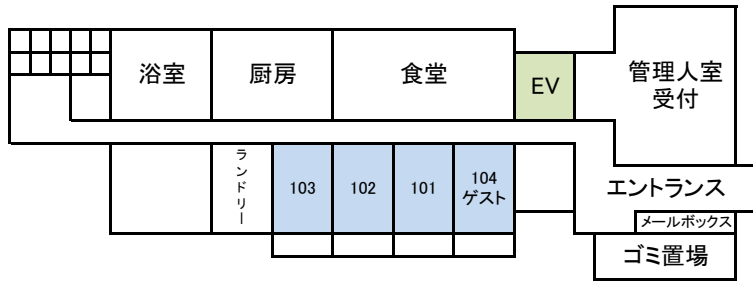 浴室
厨房
食堂
EV
管理人室
受付
ランドリー
103
102
101
104
ゲスト
エントランス
メールボックス
ゴミ置場